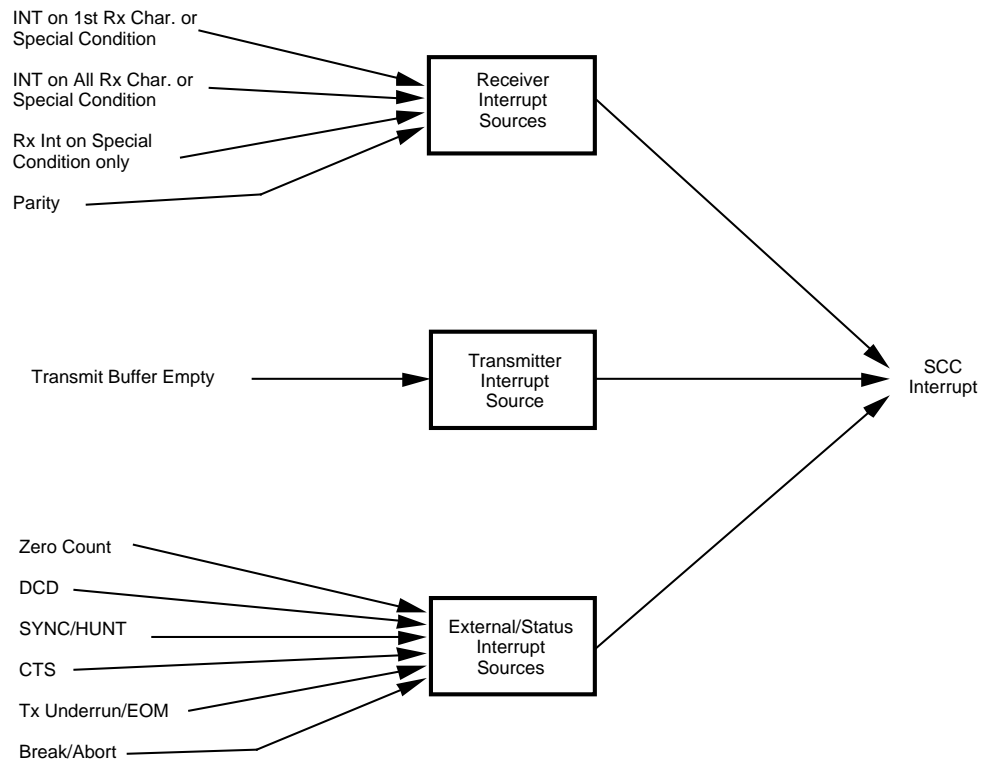 INT on 1st Rx Char. or
Special Condition
INT on All Rx Char. or
Special Condition
Rx Int on Special
Condition only
Parity
Receiver
Interrupt
Sources
Transmit Buffer Empty
Transmitter
Interrupt
Source
SCC
Interrupt
Zero Count
DCD
SYNC/HUNT
CTS
Tx Underrun/EOM
Break/Abort
External/Status
Interrupt
Sources